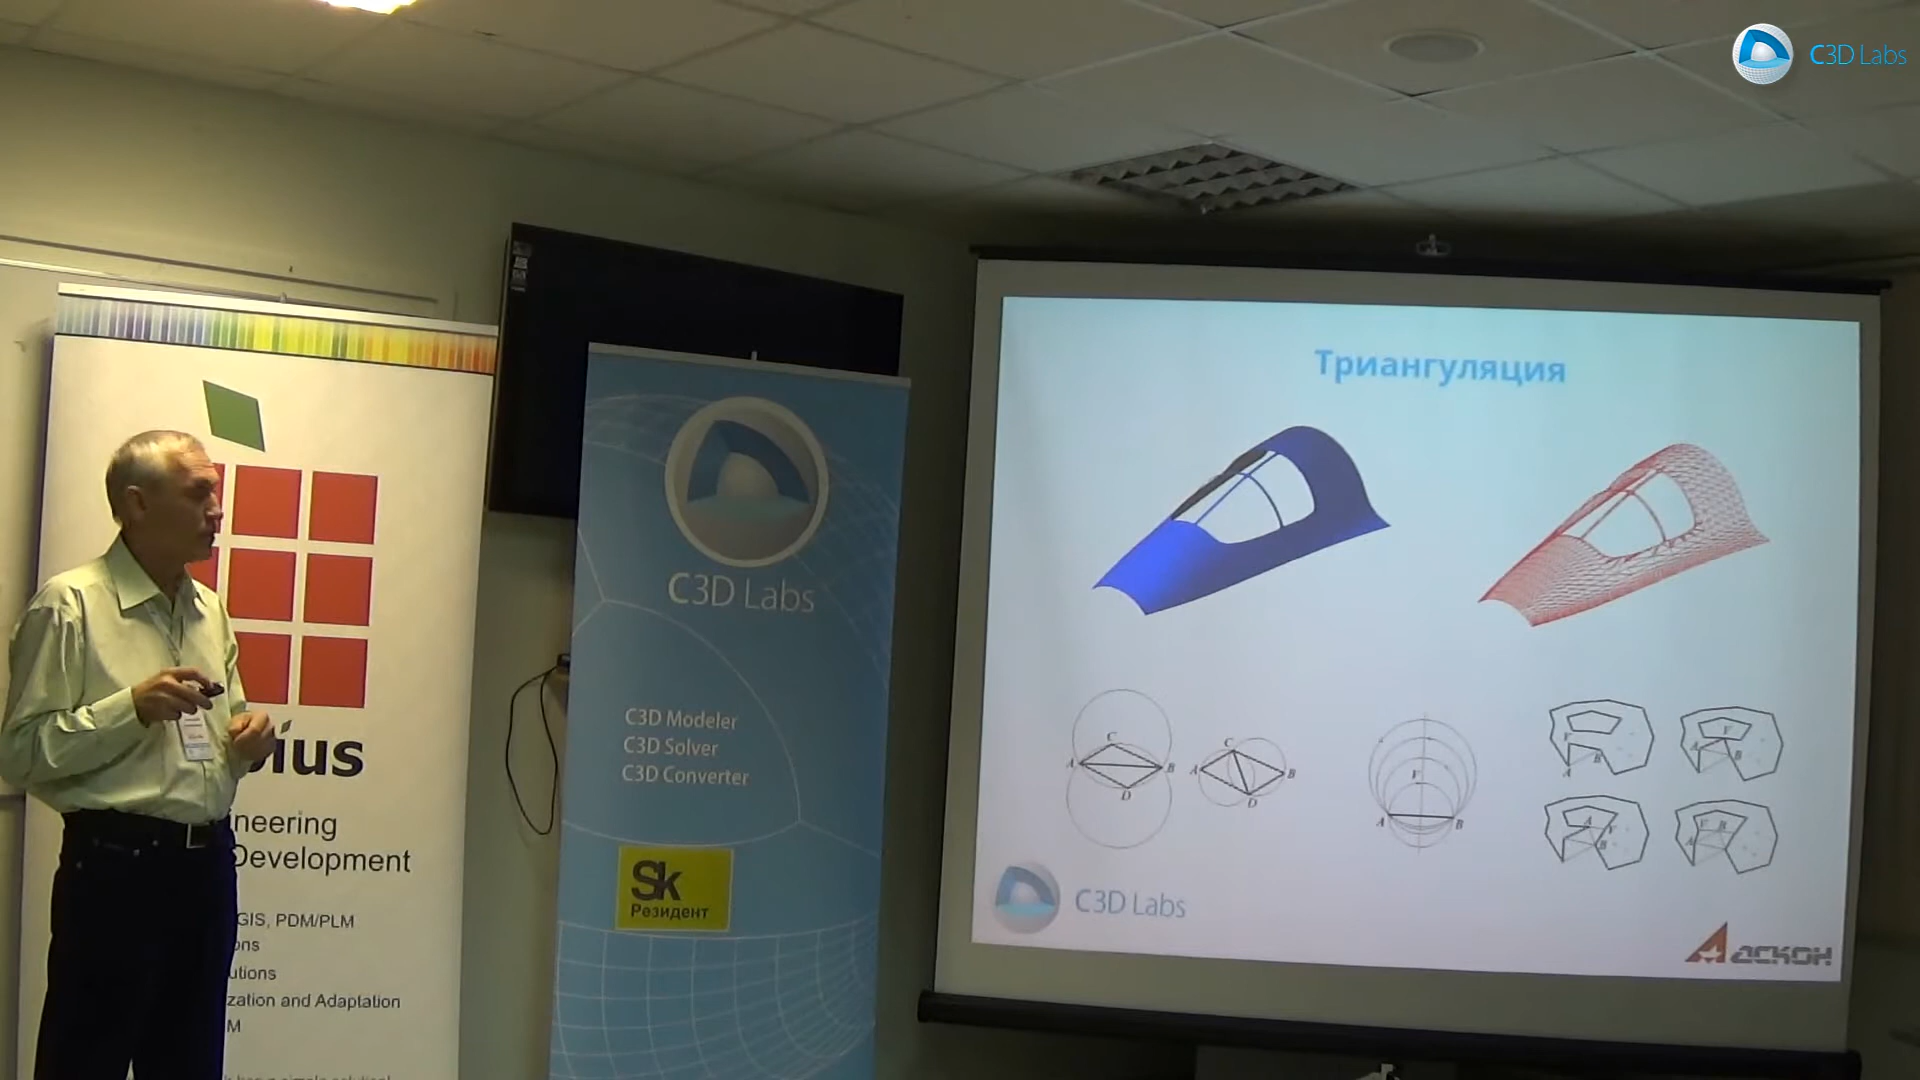 C3D Labs
ius
ineering
Development
GIS, PDM/PLM
ons
utions
zation and Adaptation
M
C3D Labs
C3D Modeler
C3D Solver
C3D Converter
Sk
Резидент
Триангуляция
C
A
B
D
C
A
B
D
V
A
B
V
A
B
V
A
B
A
V
B
V
B
A
C3D Labs
АСКОН